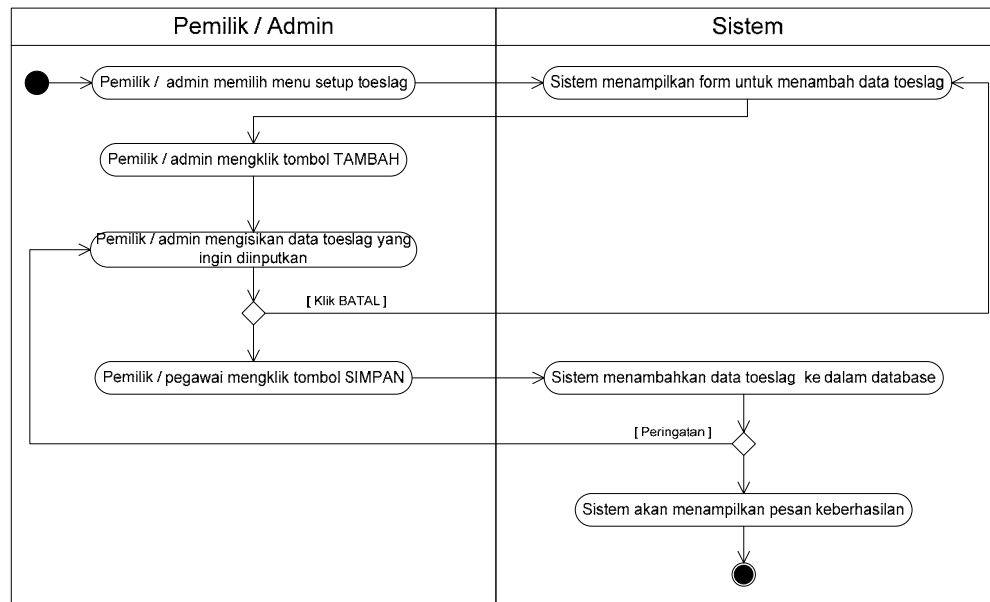 Pemilik / Admin
Sistem
Pemilik / admin memilih menu setup toeslag
Sistem menampilkan form untuk menambah data toeslag
Pemilik / admin mengklik tombol TAMBAH
Pemilik / admin mengisikan data toeslag yang
ingin diinputkan
[ Klik BATAL ]
Pemilik / pegawai mengklik tombol SIMPAN
Sistem menambahkan data toeslag ke dalam database
[ Peringatan ]
Sistem akan menampilkan pesan keberhasilan